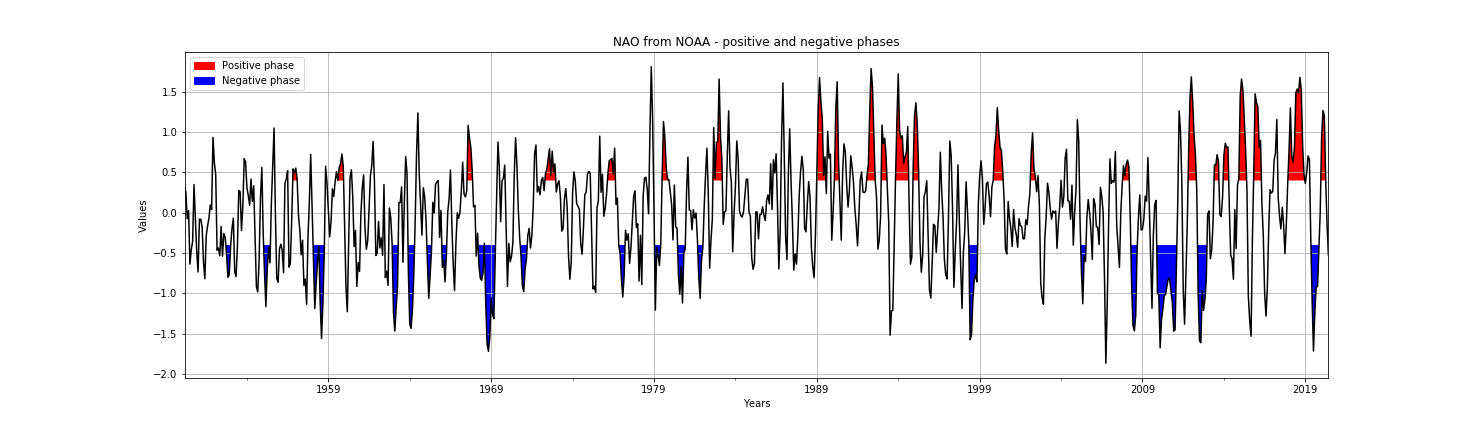 NAO from NOAA - positive and negative phases
Positive phase
Negative phase
1.5
1.0
0.5
0.0
−0.5
−1.0
−1.5
−2.0
Values
1959 1969 1979 1989 1999 2009 2019
Years